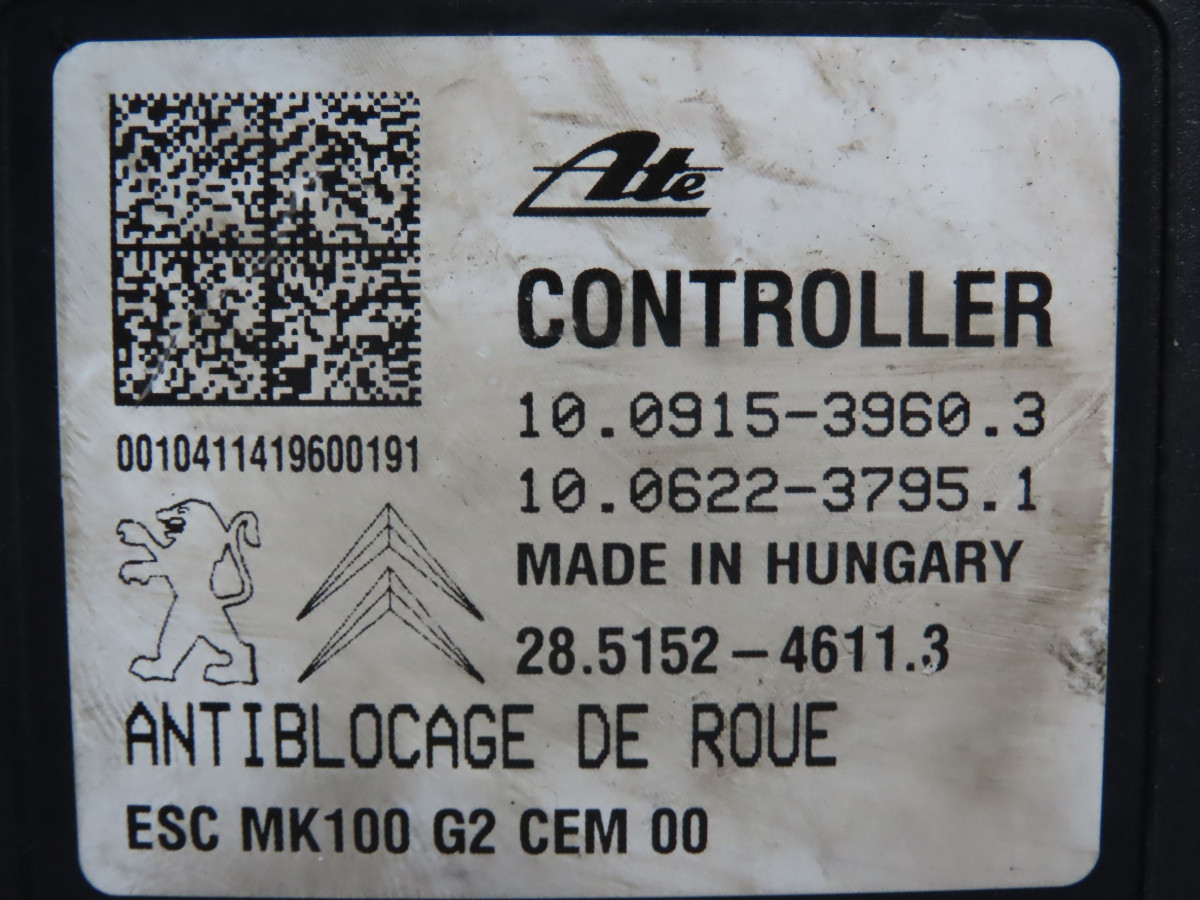 Ate
CONTROLLER
10.0915-3960.3
10.0622-3795.1
MADE IN HUNGARY
28.5152-4611.3
0010411419600191
ANTIBLOCAGE DE ROUE
ESC MK100 G2 CEM 00